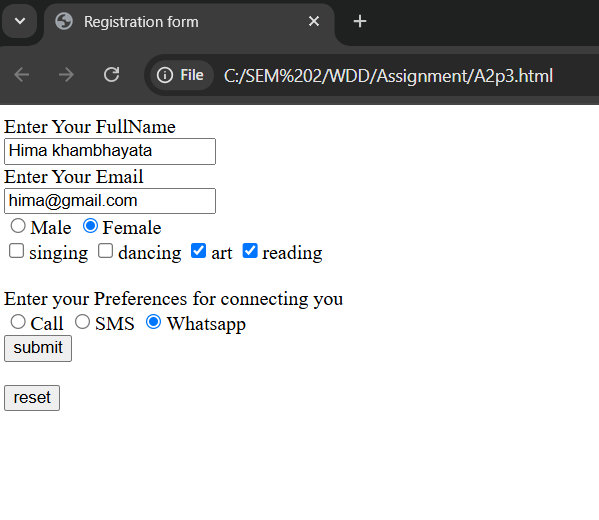 Registration form
File C:/SEM%202/WDD/Assignment/A2p3.html
Enter Your FullName
Hima khambhayata
Enter Your Email
hima@gmail.com
Male Female
singing dancing art reading
Enter your Preferences for connecting you
Call SMS Whatsapp
submit
reset